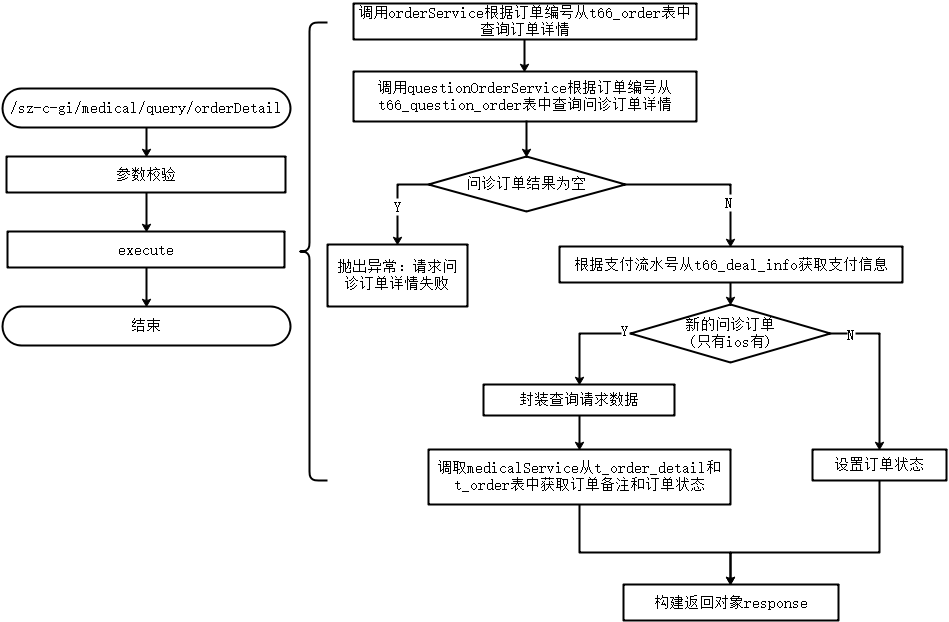 /sz-c-gi/medical/query/orderDetail
参数校验
execute
结束
调用orderService根据订单编号从t66_order表中
查询订单详情
调用questionOrderService根据订单编号从
t66_question_order表中查询问诊订单详情
问诊订单结果为空
Y
N
抛出异常：请求问
诊订单详情失败
根据支付流水号从t66_deal_info获取支付信息
新的问诊订单
（只有ios有）
Y
N
封装查询请求数据
调取medicalService从t_order_detail和
t_order表中获取订单备注和订单状态
设置订单状态
构建返回对象response